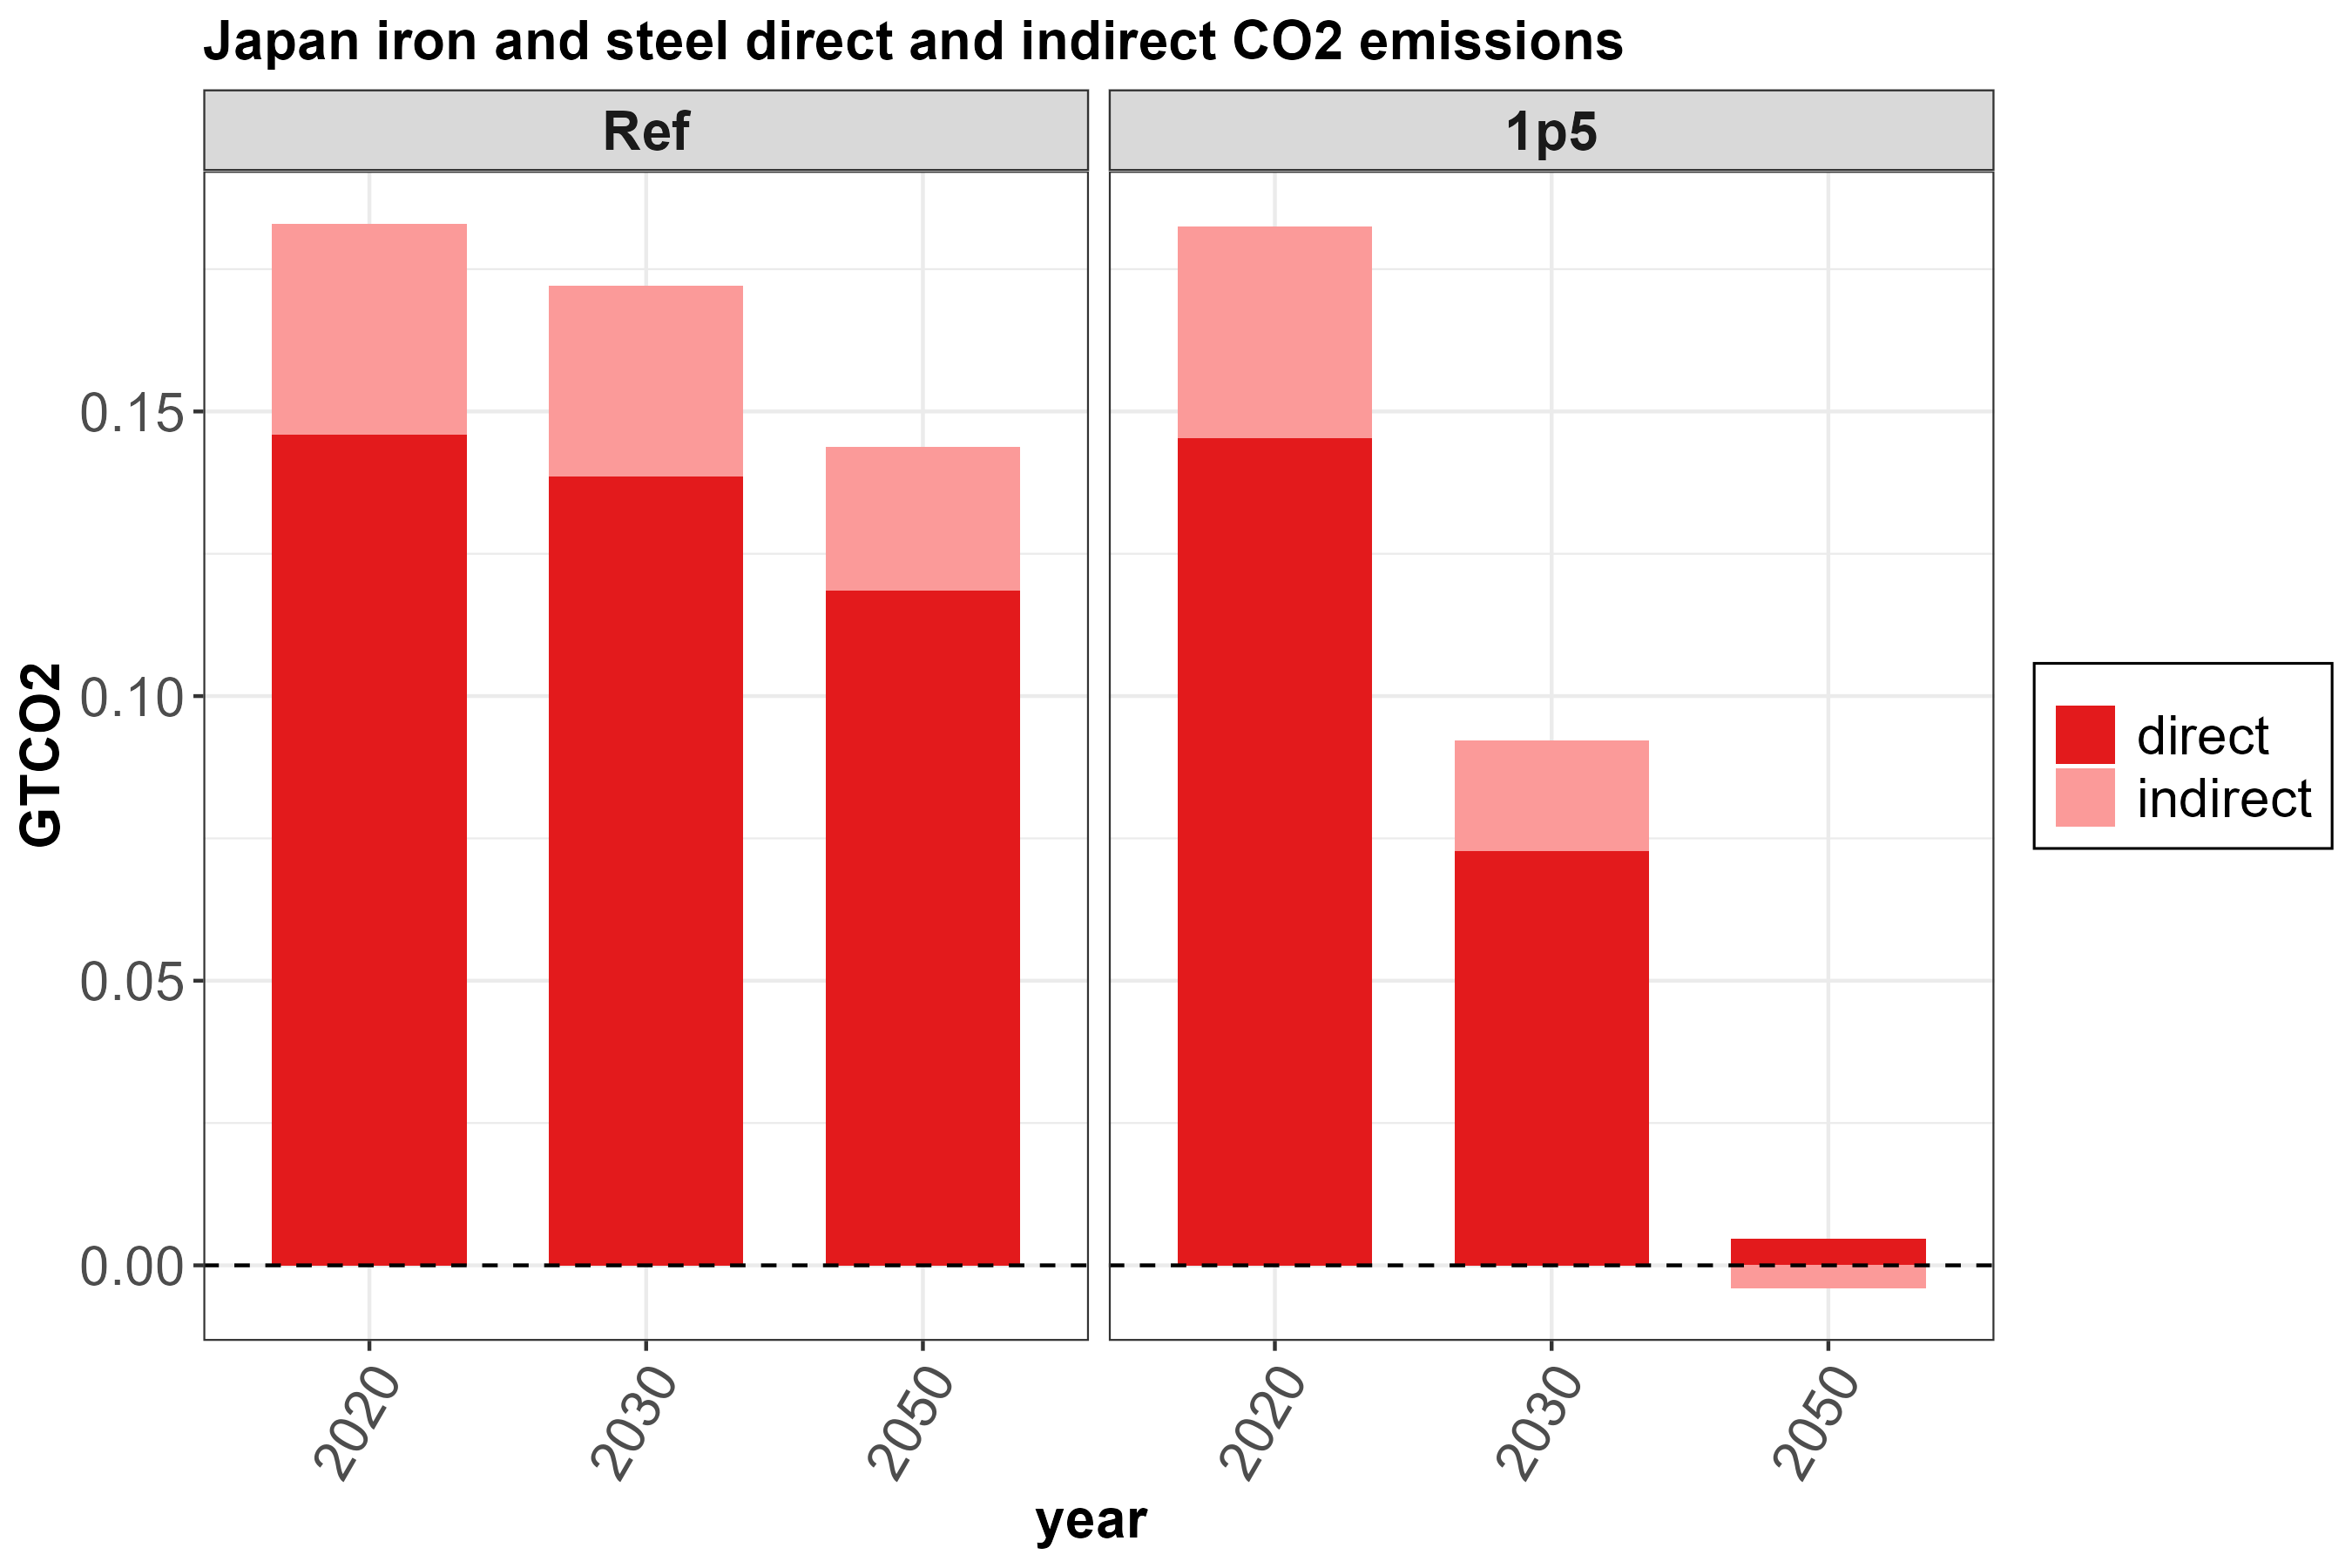 Japan iron and steel direct and indirect CO2 emissions
Ref
1p5
GTCO2
0.15
0.10
0.05
0.00
2020
2030
2050
2020
2030
2050
year
direct
indirect